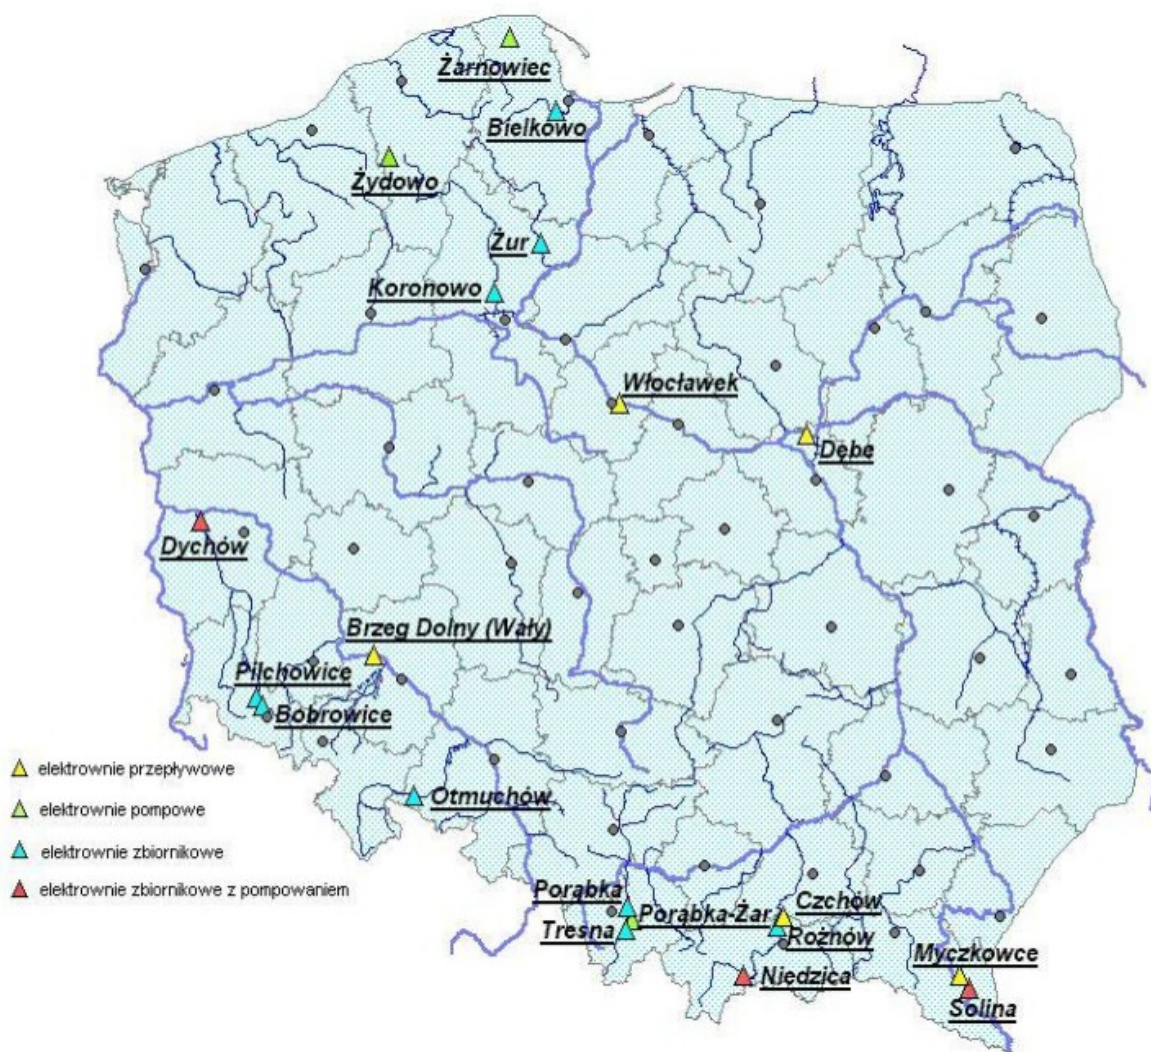 Żarnowiec
Bielkowo
Żydowo
Żur
Koronowo
Włocławek
Dębe
Dychów
Brzeg Dolny (Wały)
Pilchowice
Bobrowice
elektrownie przepływowe
elektrownie pompowe
elektrownie zbiornikowe
elektrownie zbiornikowe z pompowaniem
Otmuchów
Porąbka
Porąbka-Żar
Czchów
Tresna
Rożnów
Myczkowce
Niedzica
Solina